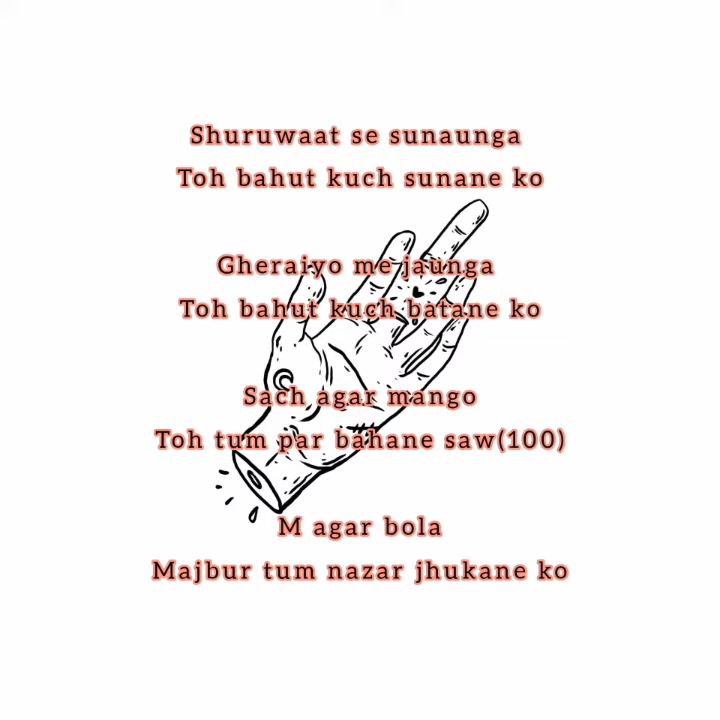 Shuruwaat se sunaunga
Toh bahut kuch sunane ko
Gheraiyo me jaunga
Toh bahut kuch batane ko
Sach agar mango
Toh tum par bahane saw(100)
M agar bola
Majbur tum nazar jhukane ko